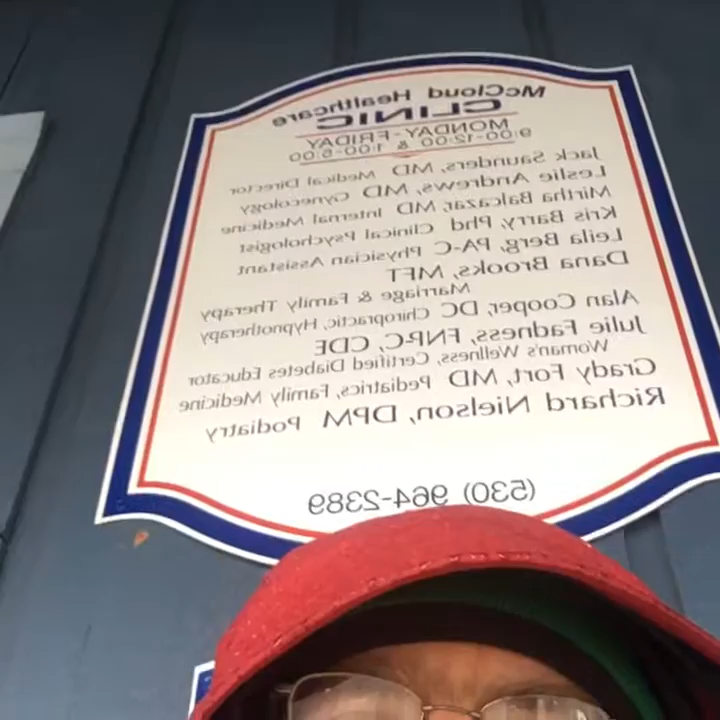 McCloud Healthcare
CLINIC
MONDAY-FRIDAY
9:00-12:00 & 1:00-5:00
Jack Saunders, MD Medical Director
Leslie Andrews, MD Gynecology
Mirtha Balcazar, MD Internal Medicine
Kris Barry, Phd Clinical Psychologist
Leila Berg, PA-C Physician Assistant
Dana Brooks, MFT
Marriage & Family Therapy
Alan Cooper, DC Chiropractic, Hypnotherapy
Julie Fadness, FNPC, CDE
Woman's Wellness, Certified Diabetes Educator
Grady Fort, MD Pediatrics, Family Medicine
Richard Nielson, DPM Podiatry
(530) 964-2389